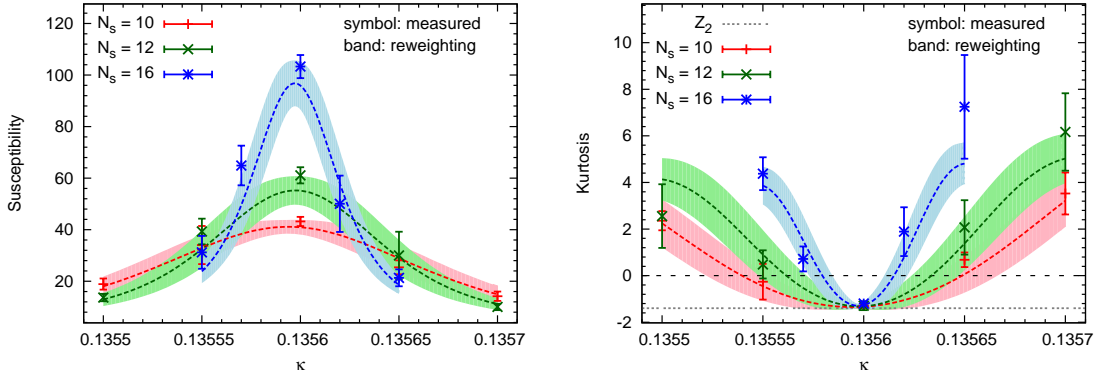 N_s = 10
N_s = 12
N_s = 16
symbol: measured
band: reweighting
Susceptibility
120
100
80
60
40
20
0.1355
0.13555
0.1356
0.13565
0.1357
κ
Z_2
N_s = 10
N_s = 12
N_s = 16
symbol: measured
band: reweighting
Kurtosis
10
8
6
4
2
0
-2
0.1355
0.13555
0.1356
0.13565
0.1357
κ